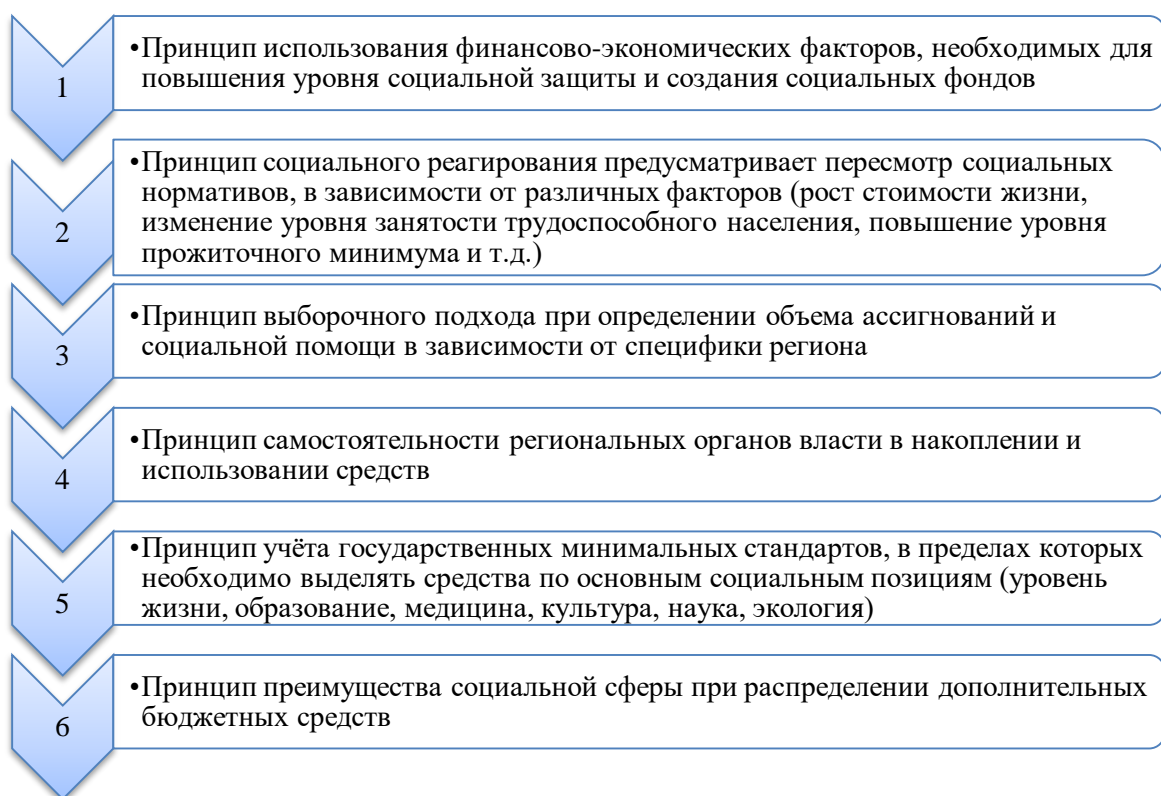 1
•Принцип использования финансово-экономических факторов, необходимых для
повышения уровня социальной защиты и создания социальных фондов
2
•Принцип социального реагирования предусматривает пересмотр социальных
нормативов, в зависимости от различных факторов (рост стоимости жизни,
изменение уровня занятости трудоспособного населения, повышение уровня
прожиточного минимума и т.д.)
3
•Принцип выборочного подхода при определении объема ассигнований и
социальной помощи в зависимости от специфики региона
4
•Принцип самостоятельности региональных органов власти в накоплении и
использовании средств
5
•Принцип учёта государственных минимальных стандартов, в пределах которых
необходимо выделять средства по основным социальным позициям (уровень
жизни, образование, медицина, культура, наука, экология)
6
•Принцип преимущества социальной сферы при распределении дополнительных
бюджетных средств